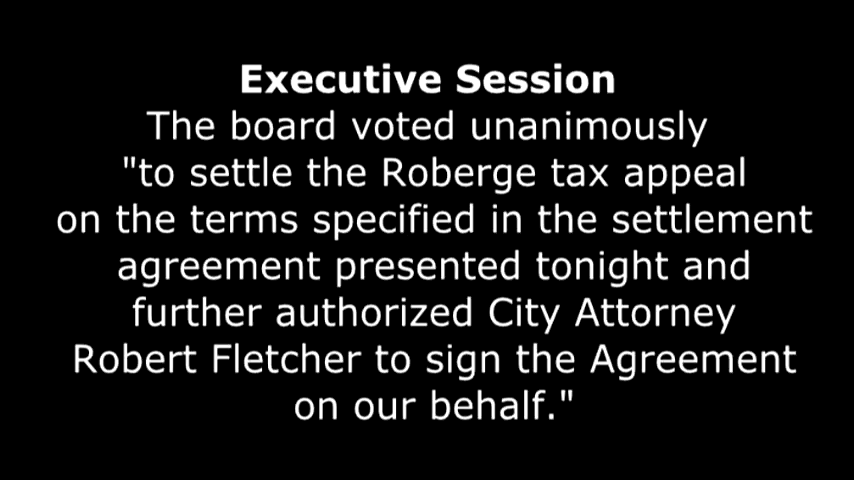 Executive Session
The board voted unanimously
"to settle the Roberge tax appeal
on the terms specified in the settlement
agreement presented tonight and
further authorized City Attorney
Robert Fletcher to sign the Agreement
on our behalf."